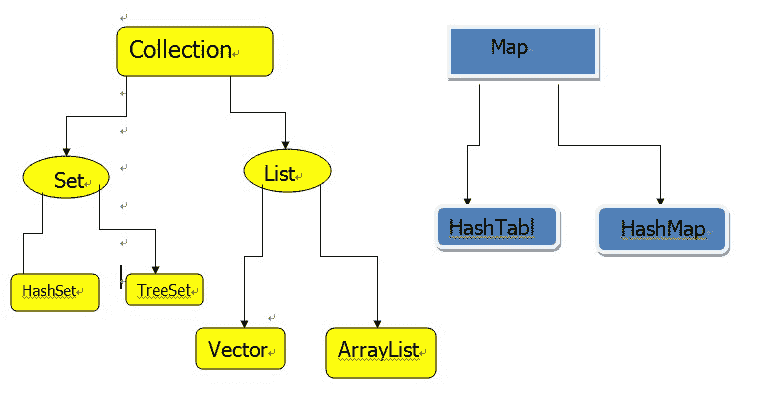 Collection
Map
Set
List
HashTabl
HashMap
HashSet
TreeSet
Vector
ArrayList